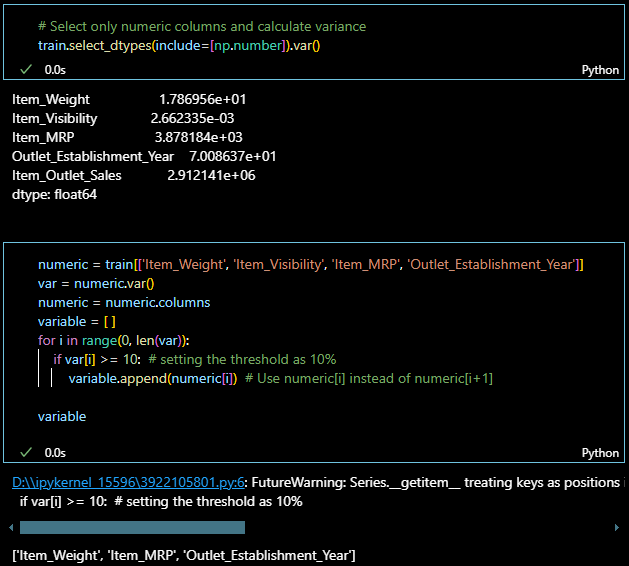 # Select only numeric columns and calculate variance
train.select_dtypes(include=[np.number]).var()
0.0s Python
Item_Weight 1.786956e+01
Item_Visibility 2.662335e-03
Item_MRP 3.878184e+03
Outlet_Establishment_Year 7.008637e+01
Item_Outlet_Sales 2.912141e+06
dtype: float64
numeric = train[['Item_Weight', 'Item_Visibility', 'Item_MRP', 'Outlet_Establishment_Year']]
var = numeric.var()
numeric = numeric.columns
variable = [ ]
for i in range(0, len(var)):
if var[i] >= 10: # setting the threshold as 10%
variable.append(numeric[i]) # Use numeric[i] instead of numeric[i+1]
variable
0.0s Python
D:\\ipykernel_15596\3922105801.py:6: FutureWarning: Series.__getitem__ treating keys as positions
if var[i] >= 10: # setting the threshold as 10%
['Item_Weight', 'Item_MRP', 'Outlet_Establishment_Year']